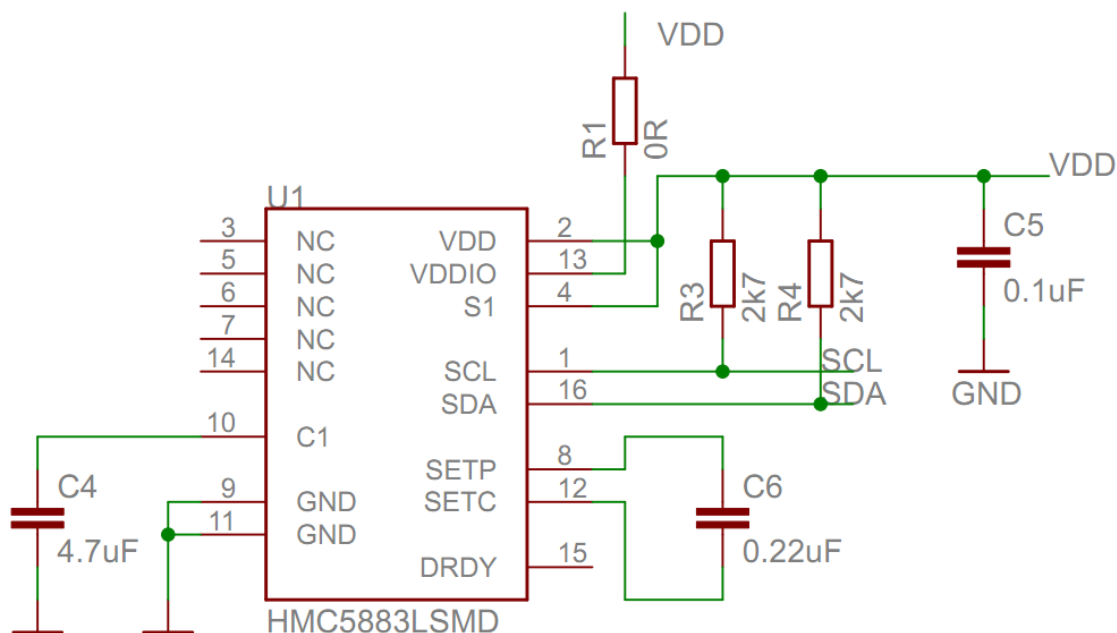 VDD
R1
0R
VDD
U1
C5
0.1uF
GND
R3
2k7
R4
2k7
3 NC VDD 2
5 NC VDDIO 13
6 NC S1 4
7 NC
14 NC SCL 1 SCL
SDA 16 SDA
10 C1
SETP 8
9 GND SETC 12
11 GND
DRDY 15
C4
4.7uF
C6
0.22uF
HMC5883LSMD